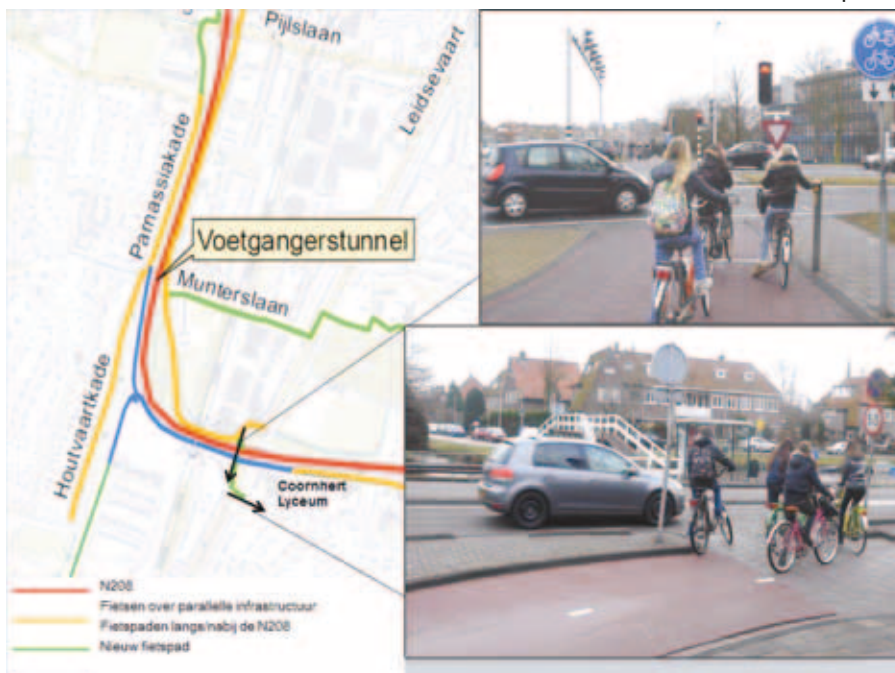 Pijlslaan
Leidsevaart
Parnassiakade
Voetgangerstunnel
Munterslaan
Houtvaartkade
Coornhert
Lyceum
N208
Fietsen over parallelle infrastructuur
Fietspaden langs/nabij de N208
Nieuw fietspad